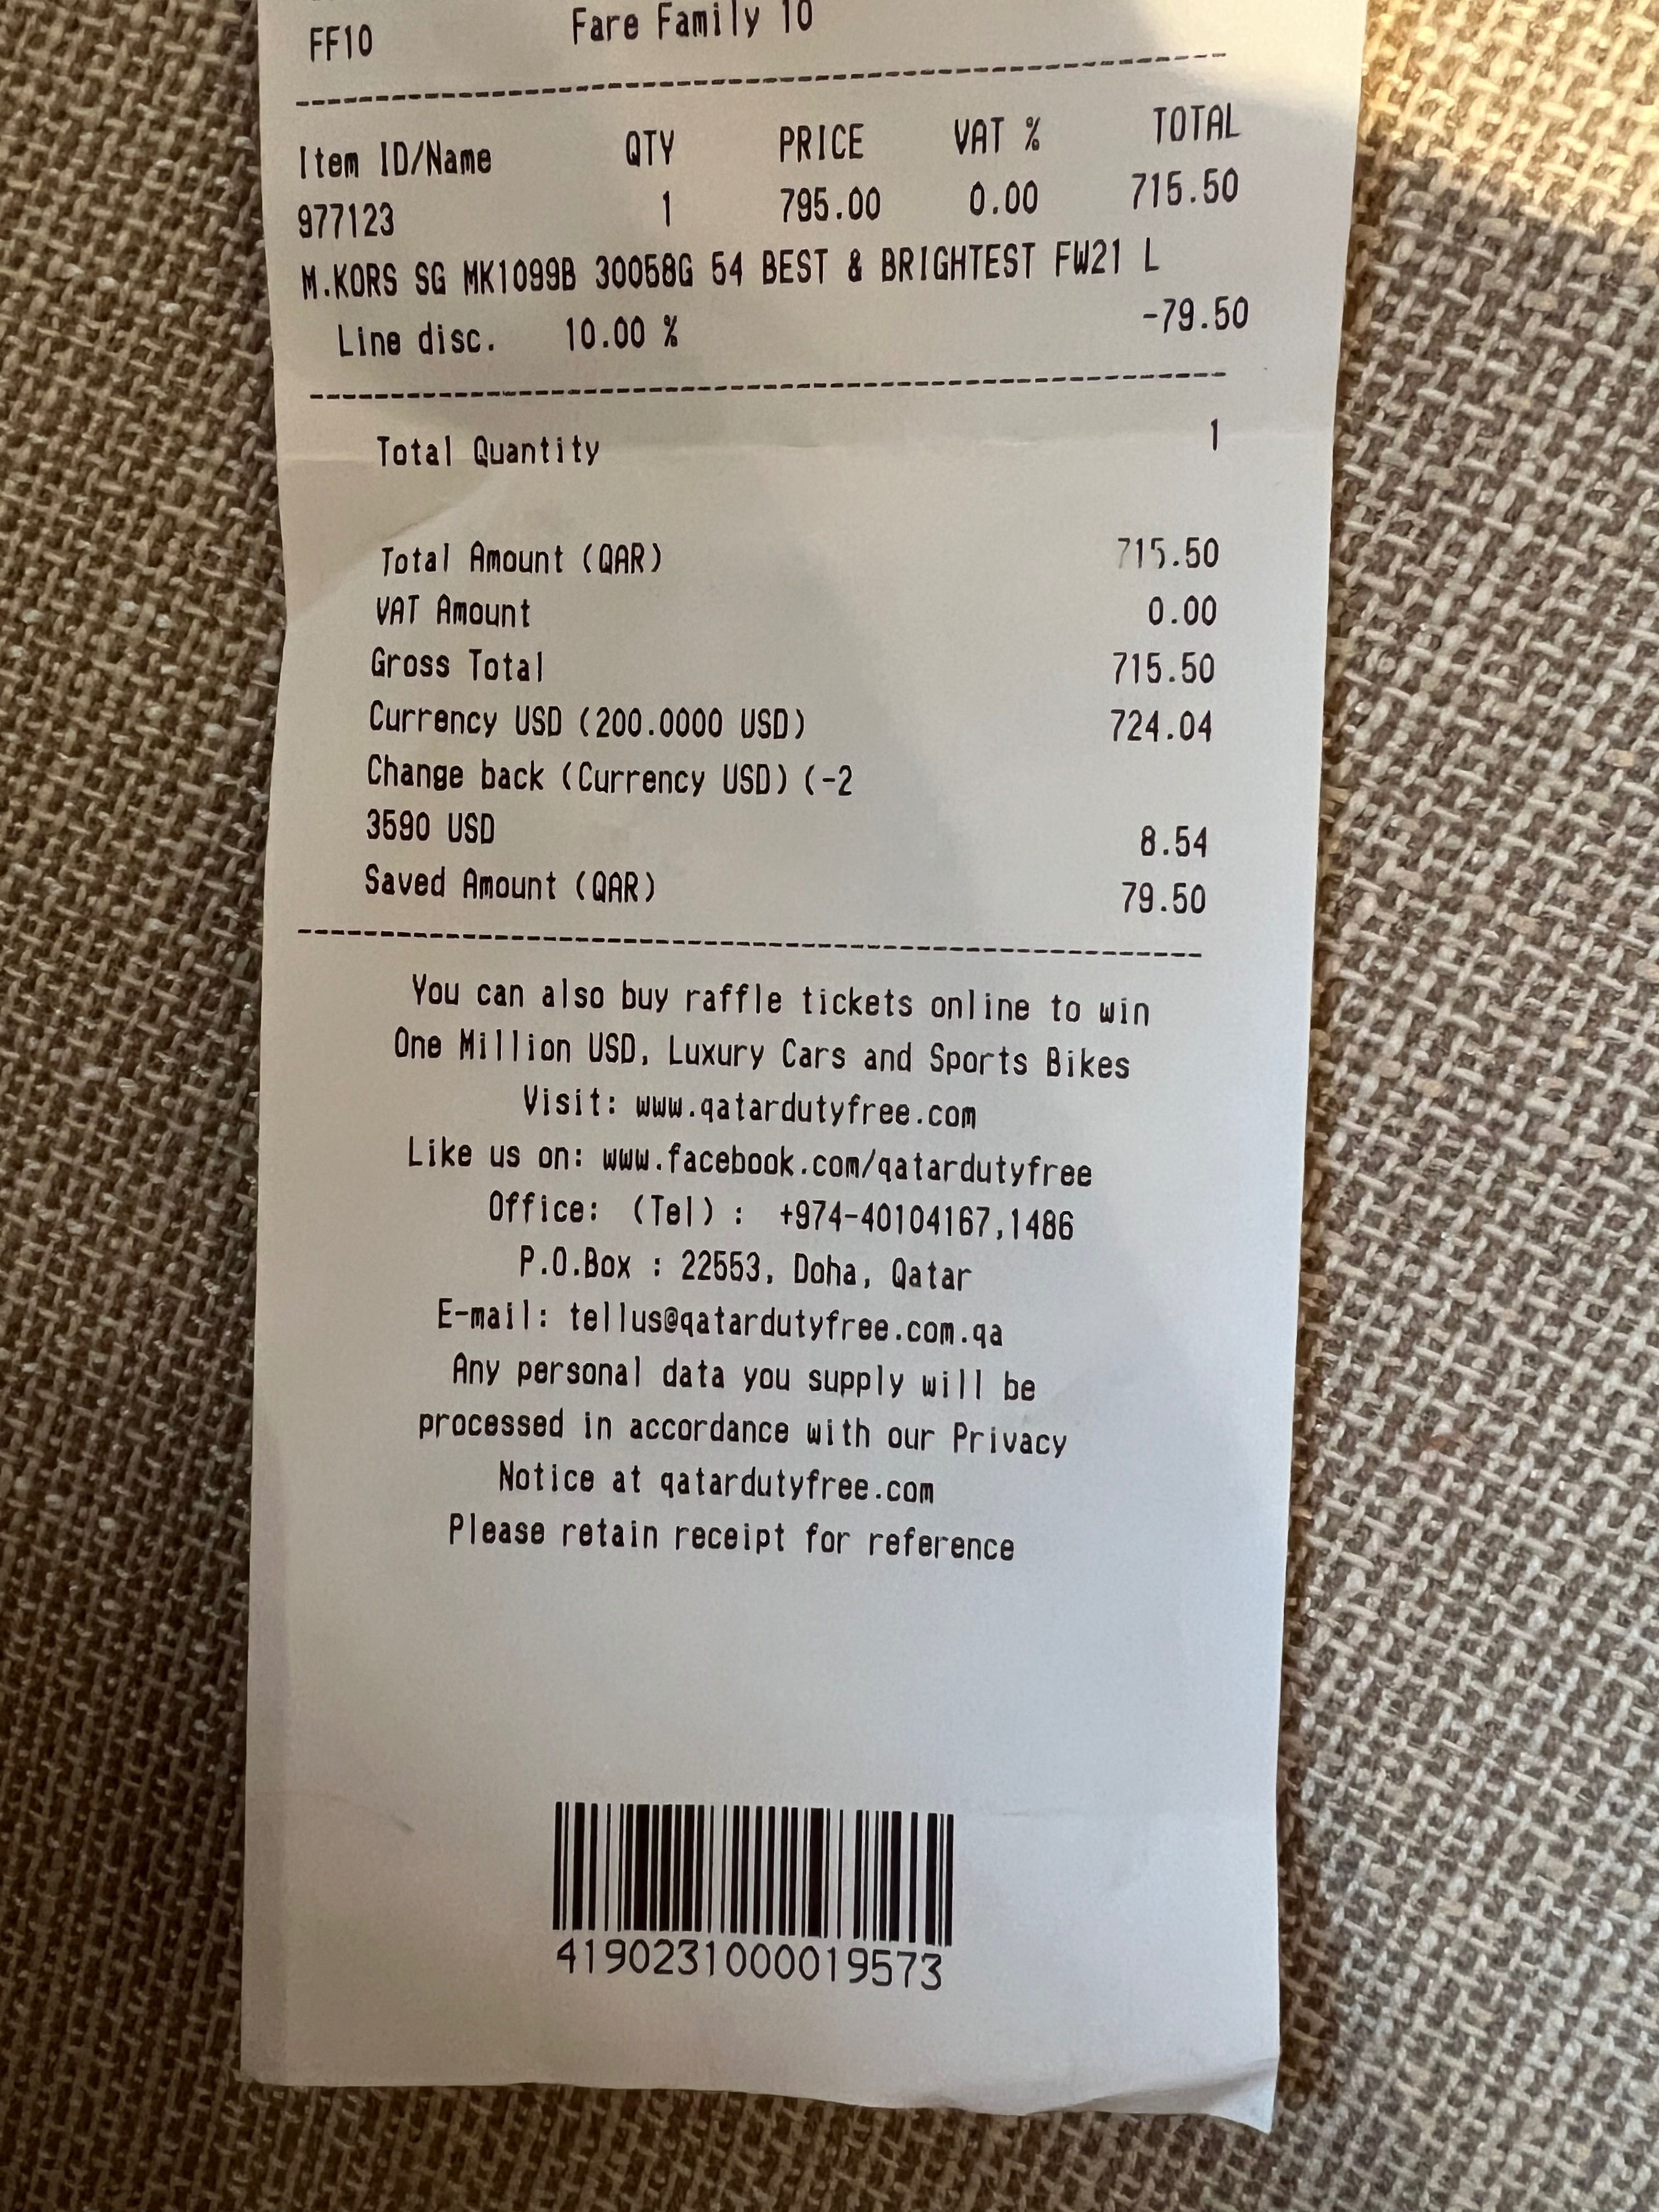 FF10 Fare Family 10
Item ID/Name QTY PRICE VAT % TOTAL
977123 1 795.00 0.00 715.50
M.KORS SG MK1099B 30058G 54 BEST & BRIGHTEST FW21 L
Line disc. 10.00 % -79.50
Total Quantity 1
Total Amount (QAR) 715.50
VAT Amount 0.00
Gross Total 715.50
Currency USD (200.0000 USD) 724.04
Change back (Currency USD) (-2
3590 USD 8.54
Saved Amount (QAR) 79.50
You can also buy raffle tickets online to win
One Million USD, Luxury Cars and Sports Bikes
Visit: www.qatardutyfree.com
Like us on: www.facebook.com/qatardutyfree
Office: (Tel) : +974-40104167,1486
P.O.Box : 22553, Doha, Qatar
E-mail: tellus@qatardutyfree.com.qa
Any personal data you supply will be
processed in accordance with our Privacy
Notice at qatardutyfree.com
Please retain receipt for reference
4190231000019573